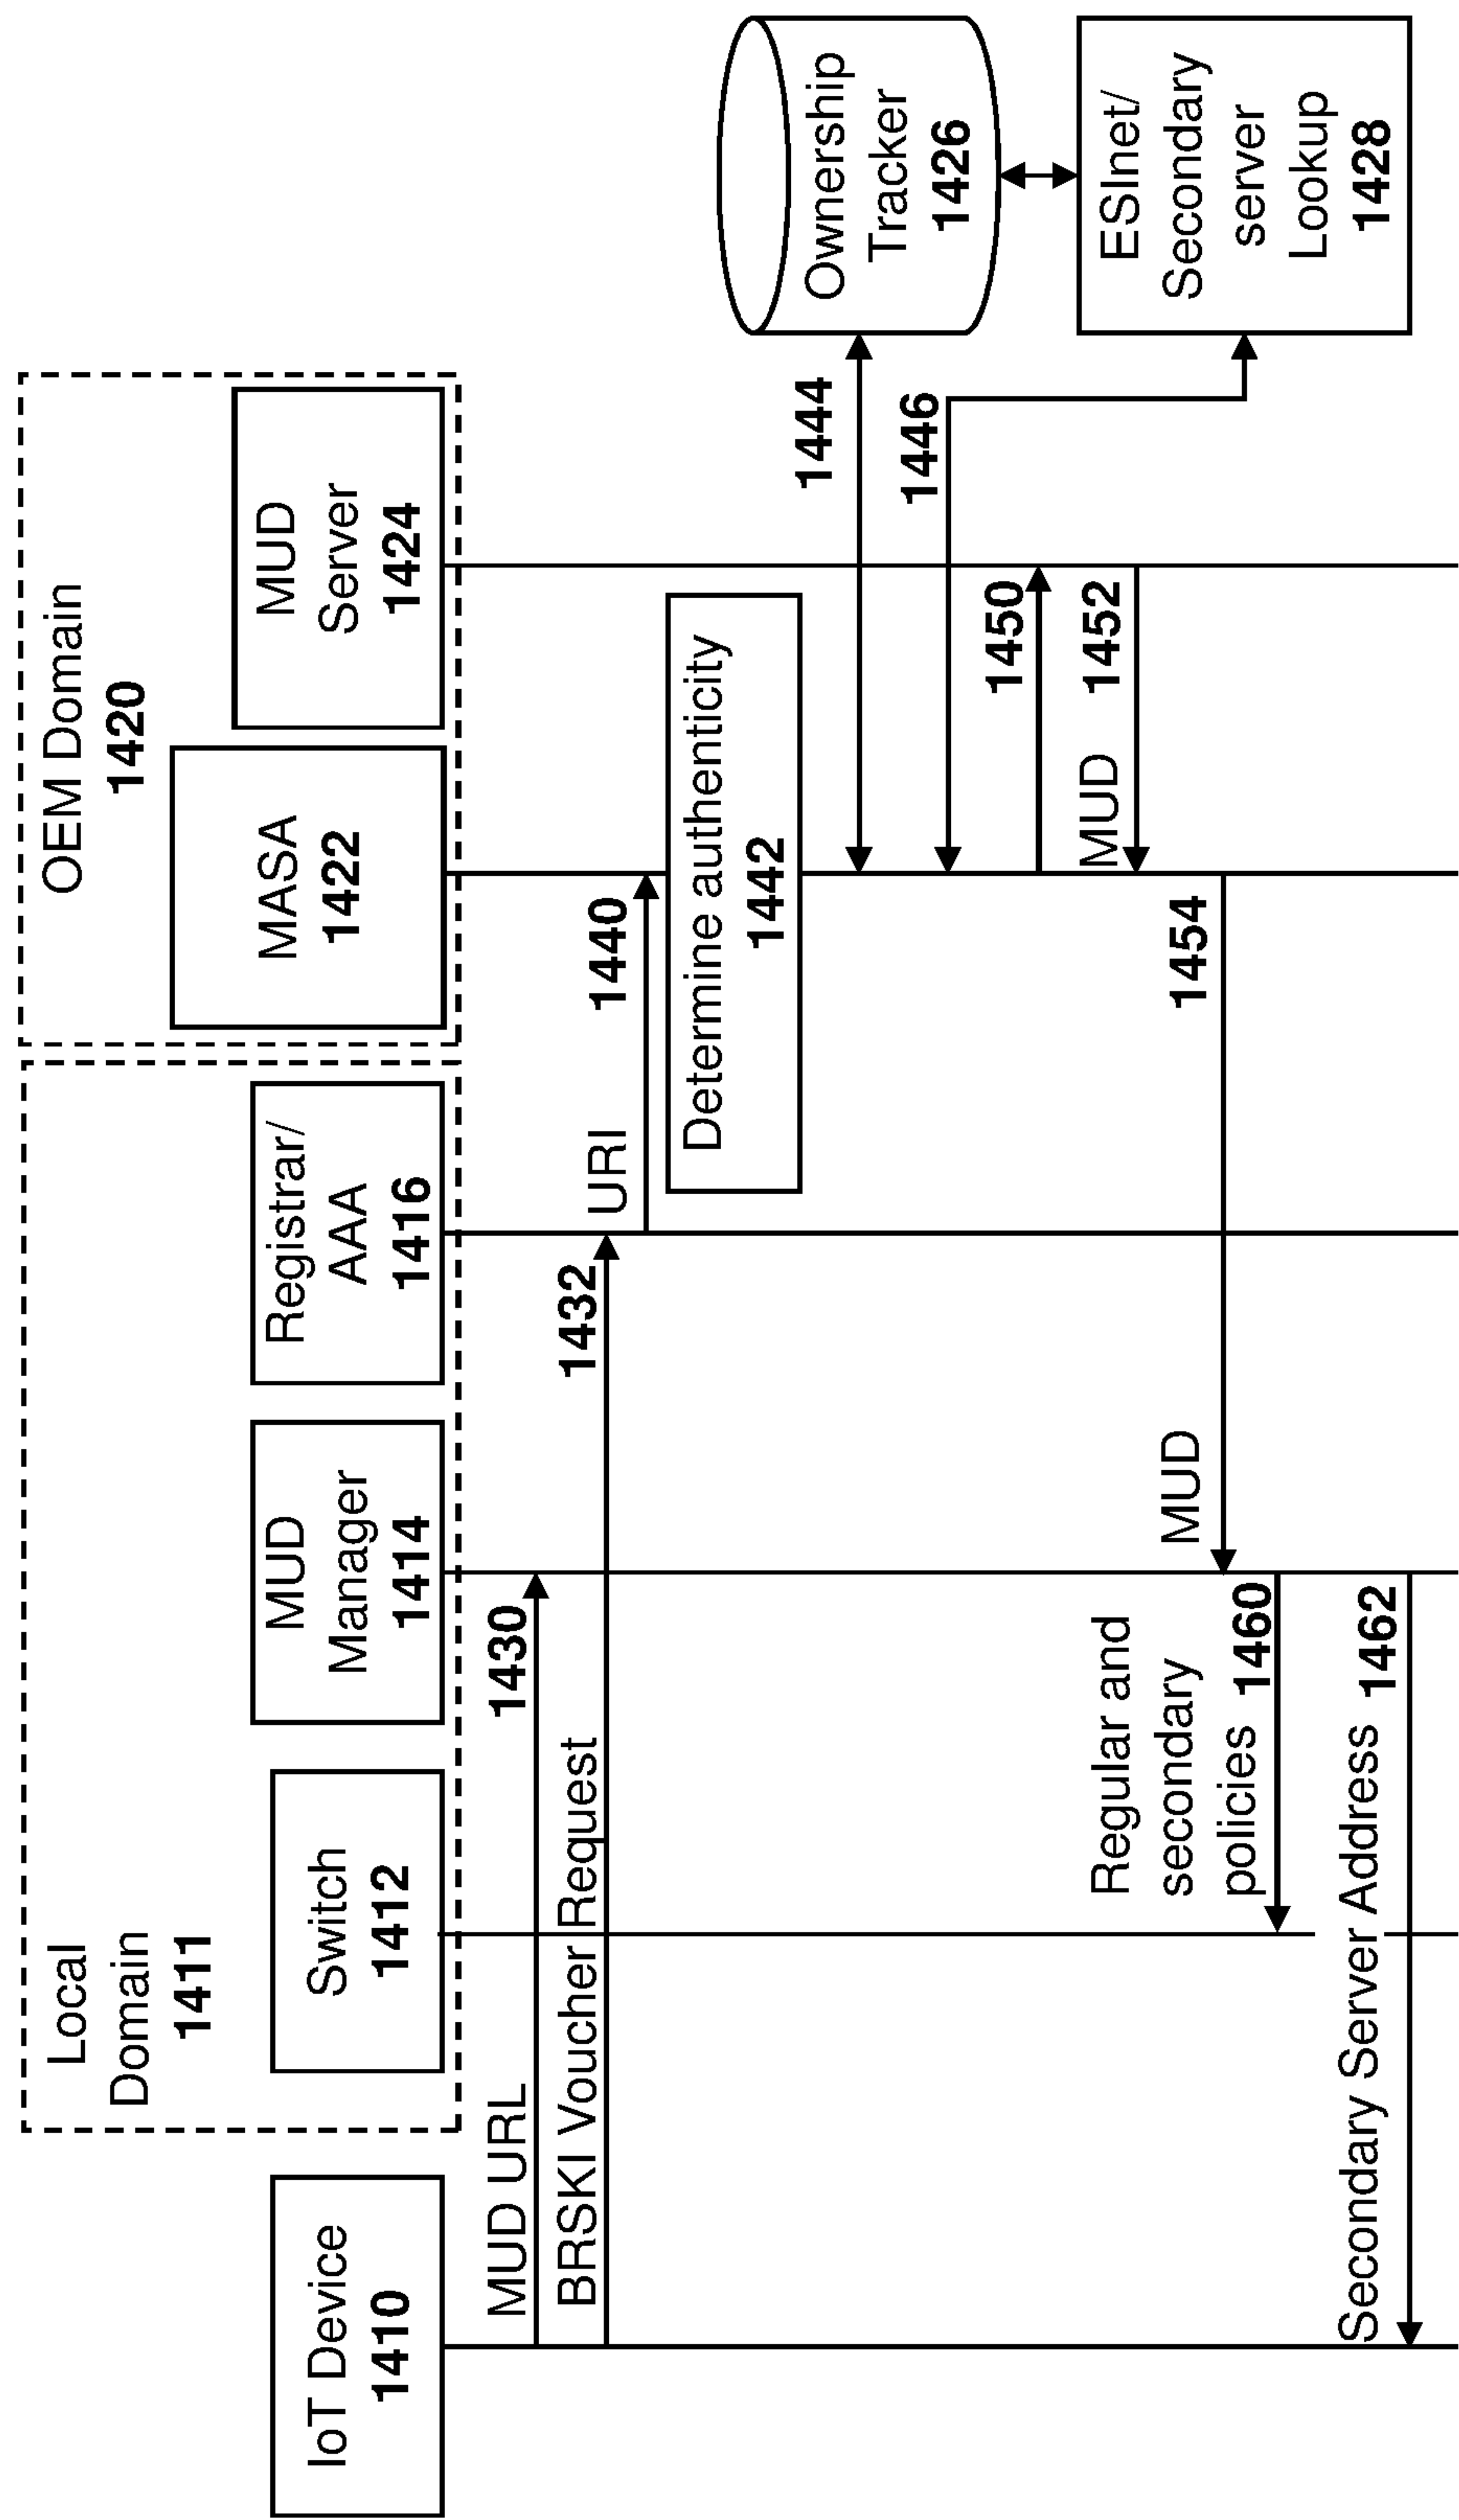 Local
Domain
1411
OEM Domain
1420
IoT Device
1410
Switch
1412
MUD
Manager
1414
Registrar/
AAA
1416
MASA
1422
MUD
Server
1424
Ownership
Tracker
1426
ESInet/
Secondary
server
Lookup
1428
MUD URL
1430
BRSKI Voucher Request
1432
URI
1440
Determine authenticity
1442
1444
1446
1450
MUD
1452
MUD
1454
Regular and
secondary
policies
1460
Secondary Server Address
1462